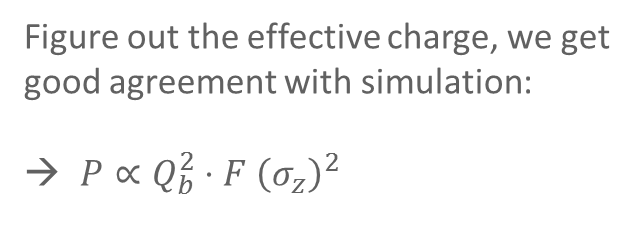 Figure out the effective charge, we get
good agreement with simulation:
→ P ∝ Q_b^2 · F (σ_z)^2